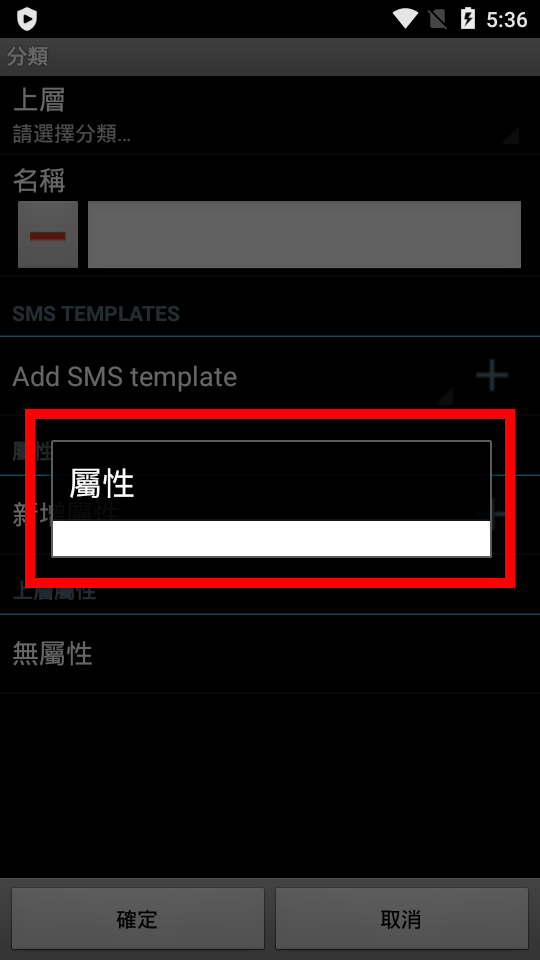 5:36
分類
上層
請選擇分類...
名稱
SMS TEMPLATES
Add SMS template
屬性
屬性
新增屬性
上層屬性
無屬性
確定
取消